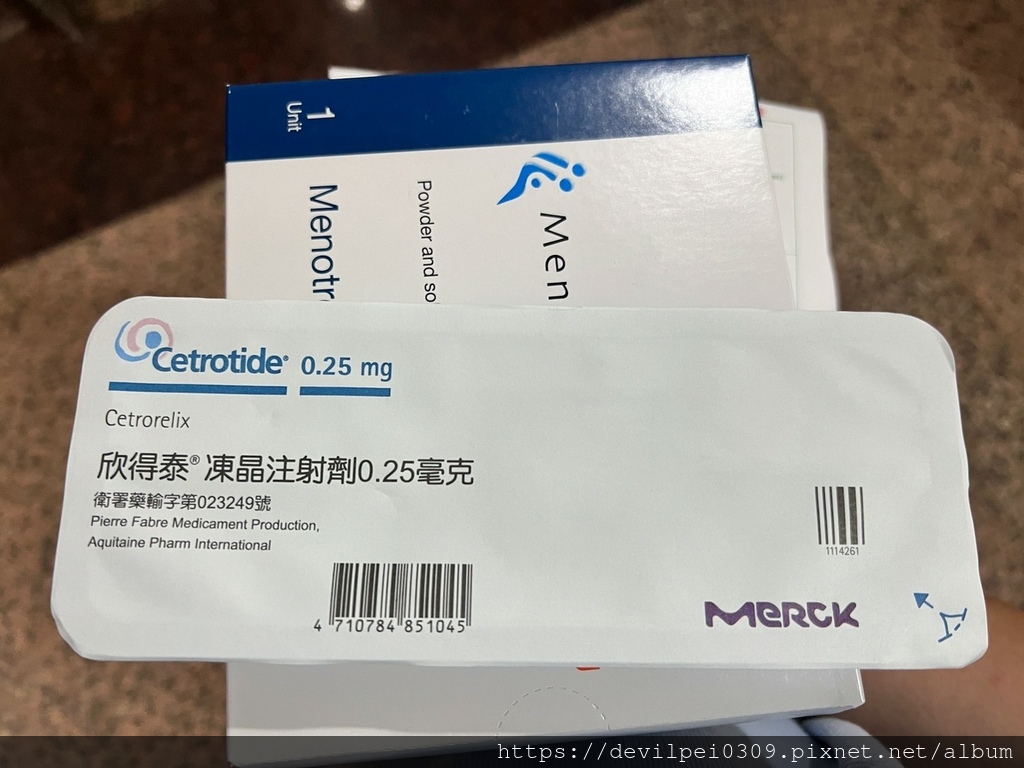 1
Unit
Menotr
Powder and so
Men
Cetrotide® 0.25 mg
Cetrorelix
欣得泰®凍晶注射劑0.25毫克
衛署藥輸字第023249號
Pierre Fabre Medicament Production,
Aquitaine Pharm International
4 710784 851045
1114261
MERCK
https://devilpei0309.pixnet.net/album